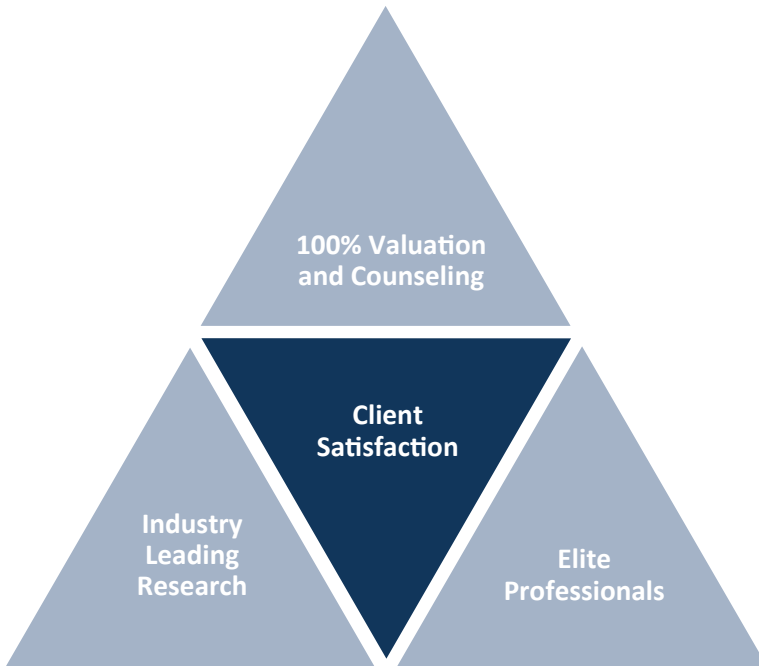 100% Valuation
and Counseling
Client
Satisfaction
Industry
Leading
Research
Elite
Professionals